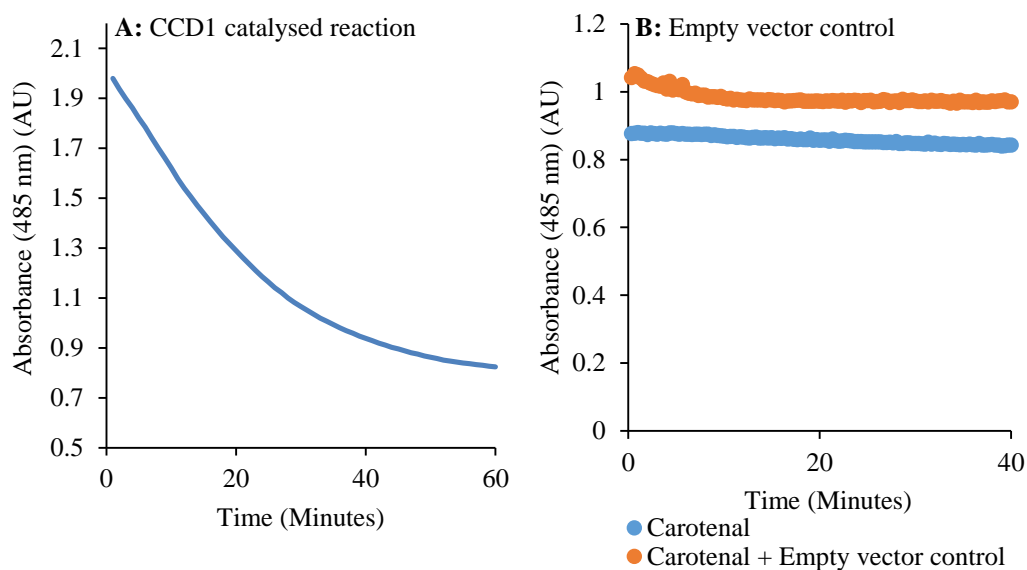 A: CCD1 catalysed reaction
Absorbance (485 nm) (AU)
2.1
1.9
1.7
1.5
1.3
1.1
0.9
0.7
0.5
0 20 40 60
Time (Minutes)
B: Empty vector control
Absorbance (485 nm) (AU)
1.2
1
0.8
0.6
0.4
0.2
0
0 20 40
Time (Minutes)
Carotenal
Carotenal + Empty vector control